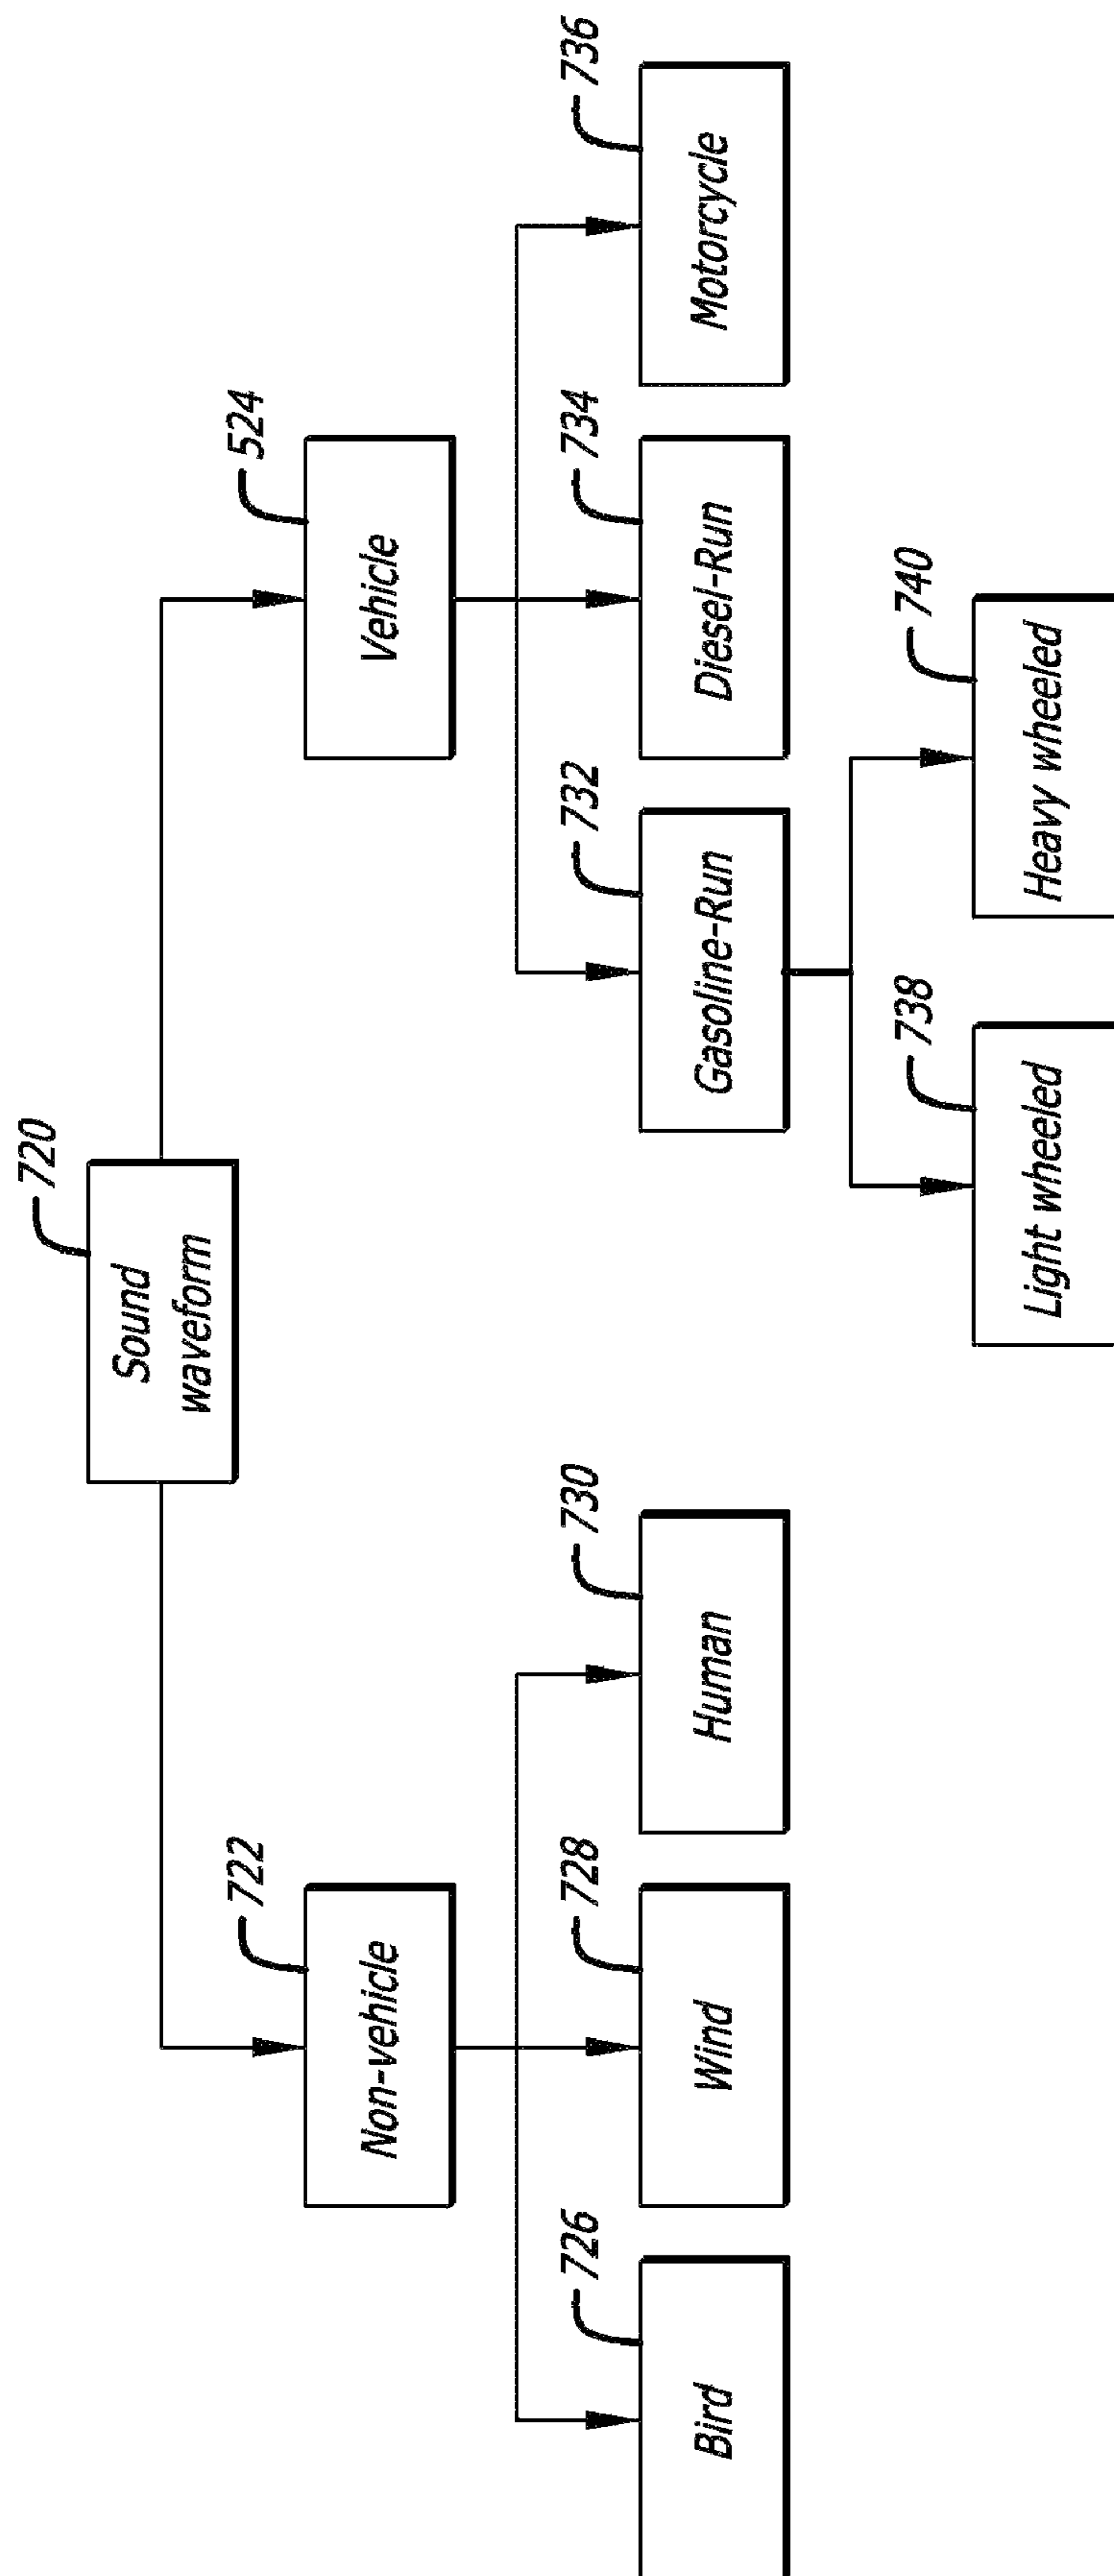 720
Sound
waveform
722
Non-vehicle
524
Vehicle
726
Bird
728
Wind
730
Human
732
Gasoline-Run
734
Diesel-Run
736
Motorcycle
738
Light wheeled
740
Heavy wheeled